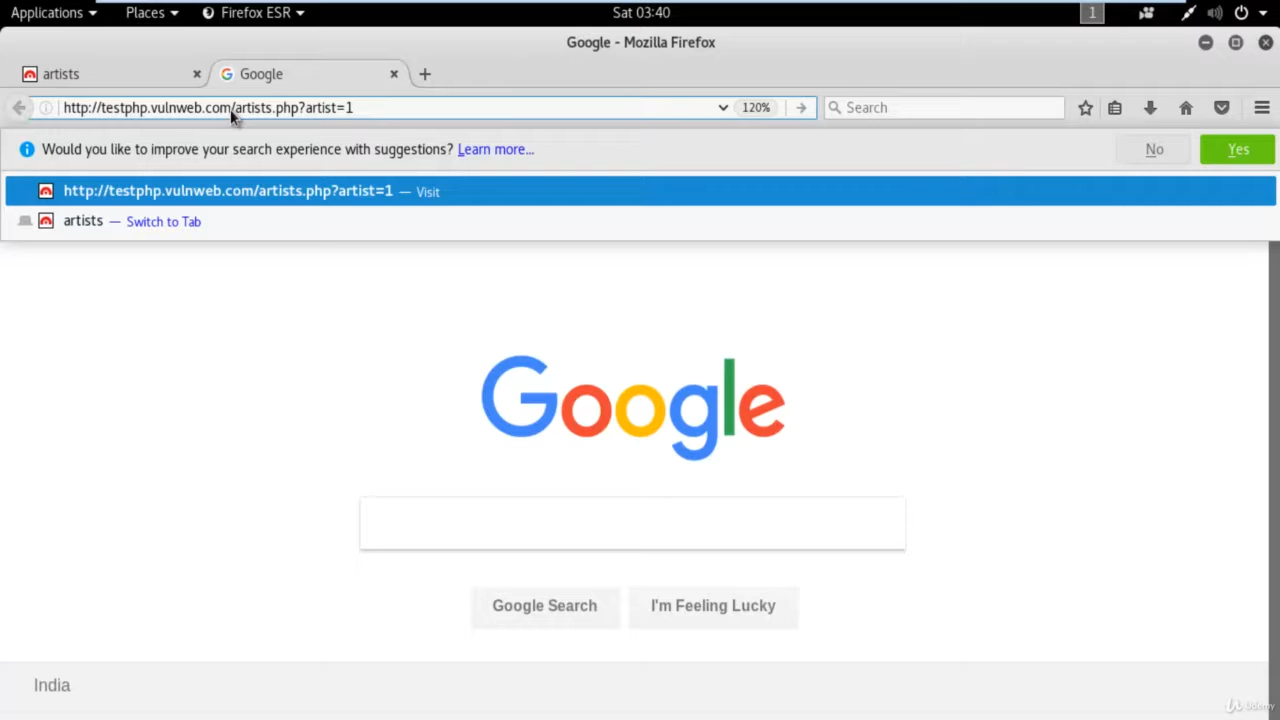 Applications Places Firefox ESR Sat 03:40 1
Google - Mozilla Firefox
artists Google
http://testphp.vulnweb.com/artists.php?artist=1 120% Search
Would you like to improve your search experience with suggestions? Learn more... No Yes
http://testphp.vulnweb.com/artists.php?artist=1 — Visit
artists — Switch to Tab
Google
Google Search I'm Feeling Lucky
India
Udemy